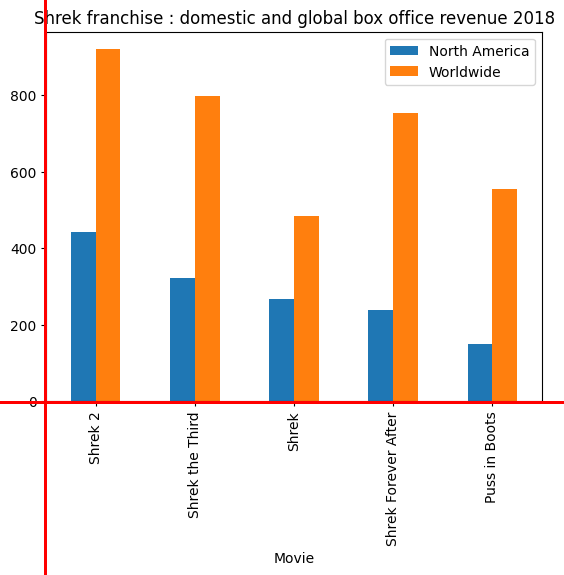 Shrek franchise : domestic and global box office revenue 2018
North America
Worldwide
800
600
400
200
0
Shrek 2
Shrek the Third
Shrek
Shrek Forever After
Puss in Boots
Movie